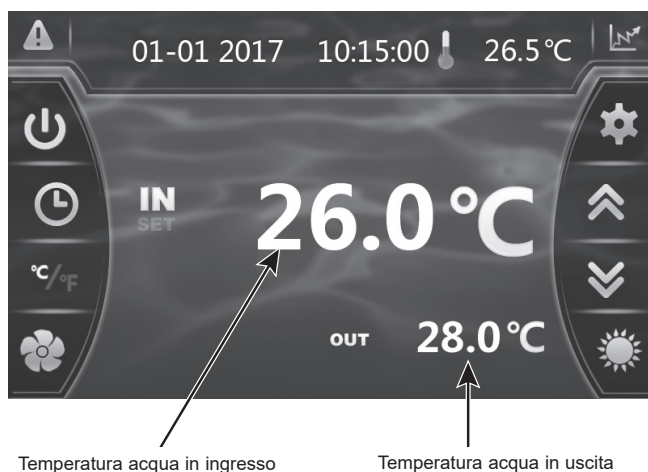 01-01 2017 10:15:00 26.5°C
IN
SET
26.0°C
°C/°F
OUT 28.0°C
Temperatura acqua in ingresso
Temperatura acqua in uscita